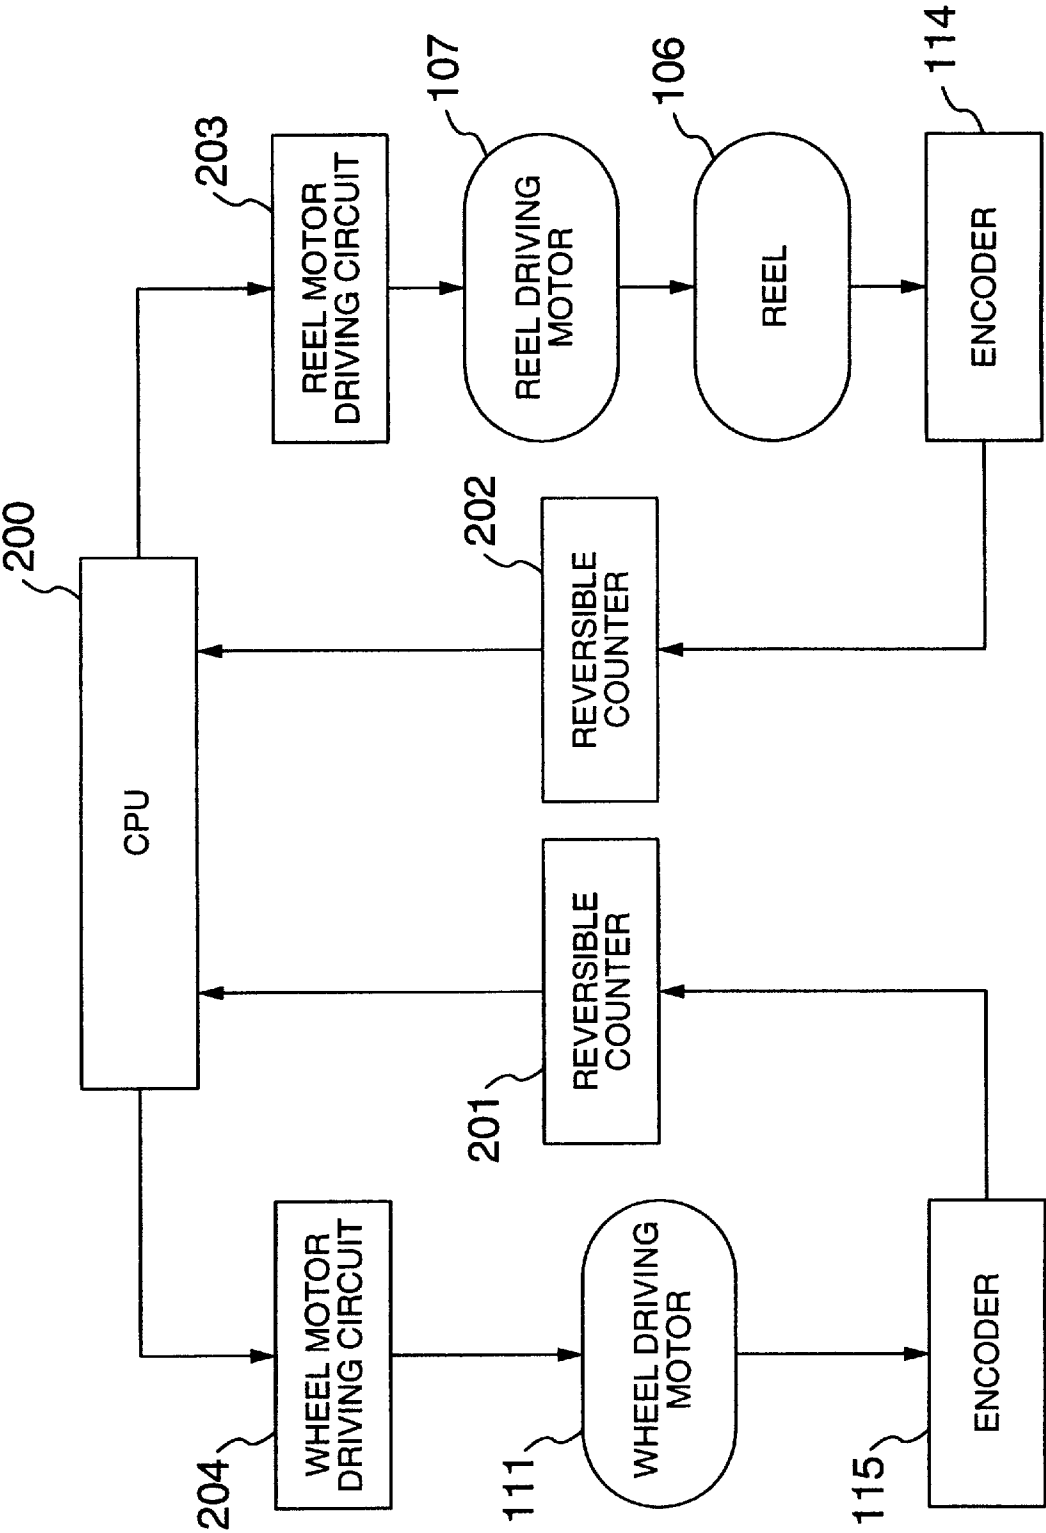 200
CPU
204
WHEEL MOTOR
DRIVING CIRCUIT
203
REEL MOTOR
DRIVING CIRCUIT
111
WHEEL DRIVING
MOTOR
201
REVERSIBLE
COUNTER
202
REVERSIBLE
COUNTER
107
REEL DRIVING
MOTOR
106
REEL
115
ENCODER
114
ENCODER